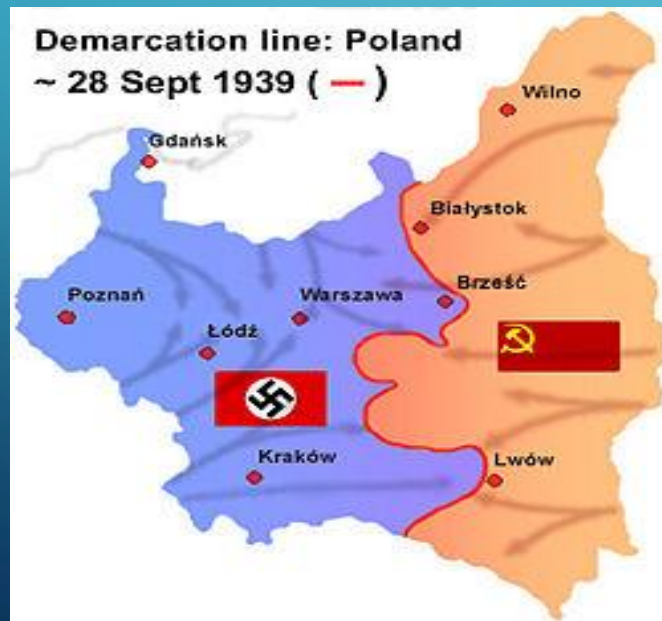 Demarcation line: Poland
~ 28 Sept 1939 ( — )
Wilno
Gdańsk
Białystok
Brześć
Poznań
Warszawa
Łódź
Kraków
Lwów